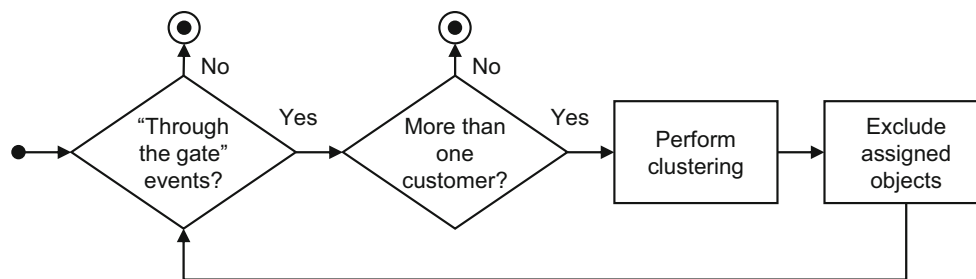 No
No
“Through
the gate”
events?
Yes
More than
one
customer?
Yes
Perform
clustering
Exclude
assigned
objects